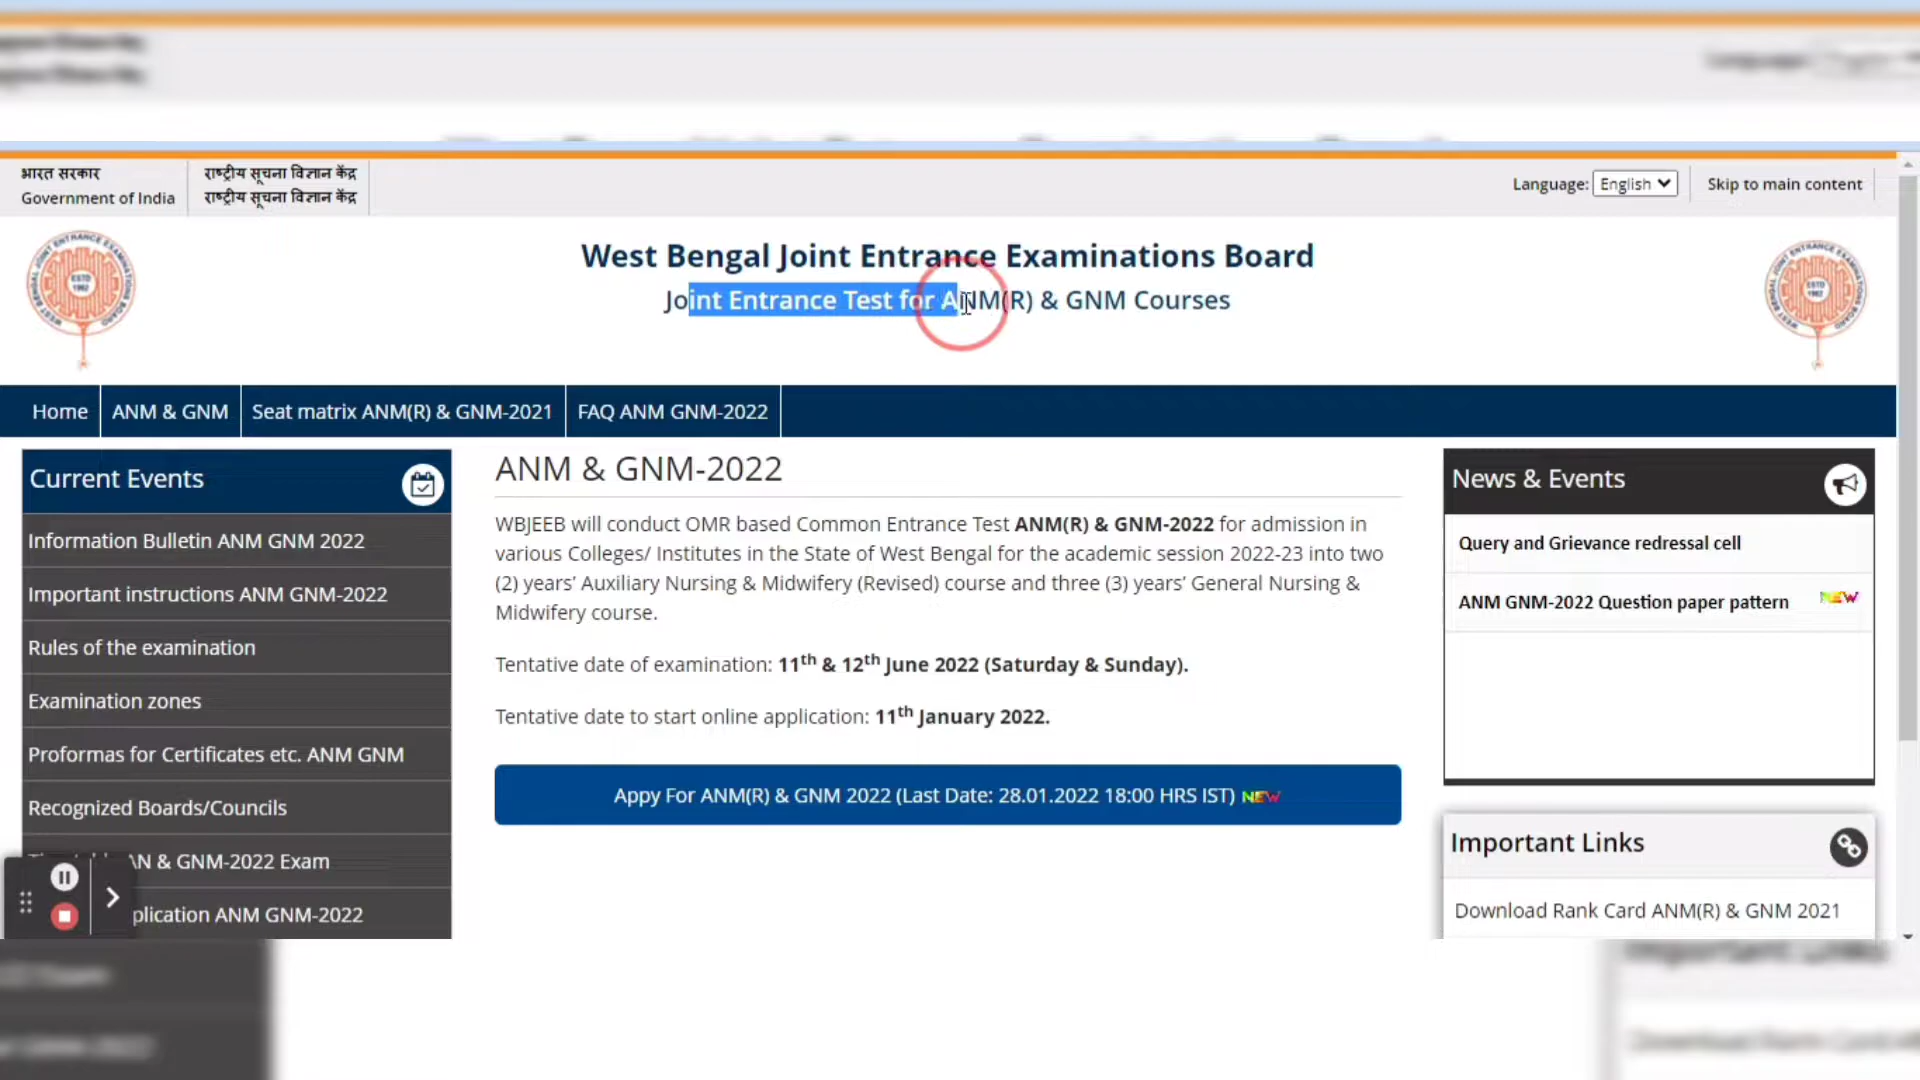 भारत सरकार
Government of India
राष्ट्रीय सूचना विज्ञान केंद्र
राष्ट्रीय सूचना विज्ञान केंद्र
Language: English
Skip to main content
West Bengal Joint Entrance Examinations Board
Joint Entrance Test for ANM(R) & GNM Courses
Home
ANM & GNM
Seat matrix ANM(R) & GNM-2021
FAQ ANM GNM-2022
Current Events
Information Bulletin ANM GNM 2022
Important instructions ANM GNM-2022
Rules of the examination
Examination zones
Proformas for Certificates etc. ANM GNM
Recognized Boards/Councils
& GNM-2022 Exam
ANM GNM-2022
ANM & GNM-2022
WBJEEB will conduct OMR based Common Entrance Test ANM(R) & GNM-2022 for admission in
various Colleges/ Institutes in the State of West Bengal for the academic session 2022-23 into two
(2) years’ Auxiliary Nursing & Midwifery (Revised) course and three (3) years’ General Nursing &
Midwifery course.
Tentative date of examination: 11th & 12th June 2022 (Saturday & Sunday).
Tentative date to start online application: 11th January 2022.
Appy For ANM(R) & GNM 2022 (Last Date: 28.01.2022 18:00 HRS IST) NEW
News & Events
Query and Grievance redressal cell
ANM GNM-2022 Question paper pattern NEW
Important Links
Download Rank Card ANM(R) & GNM 2021